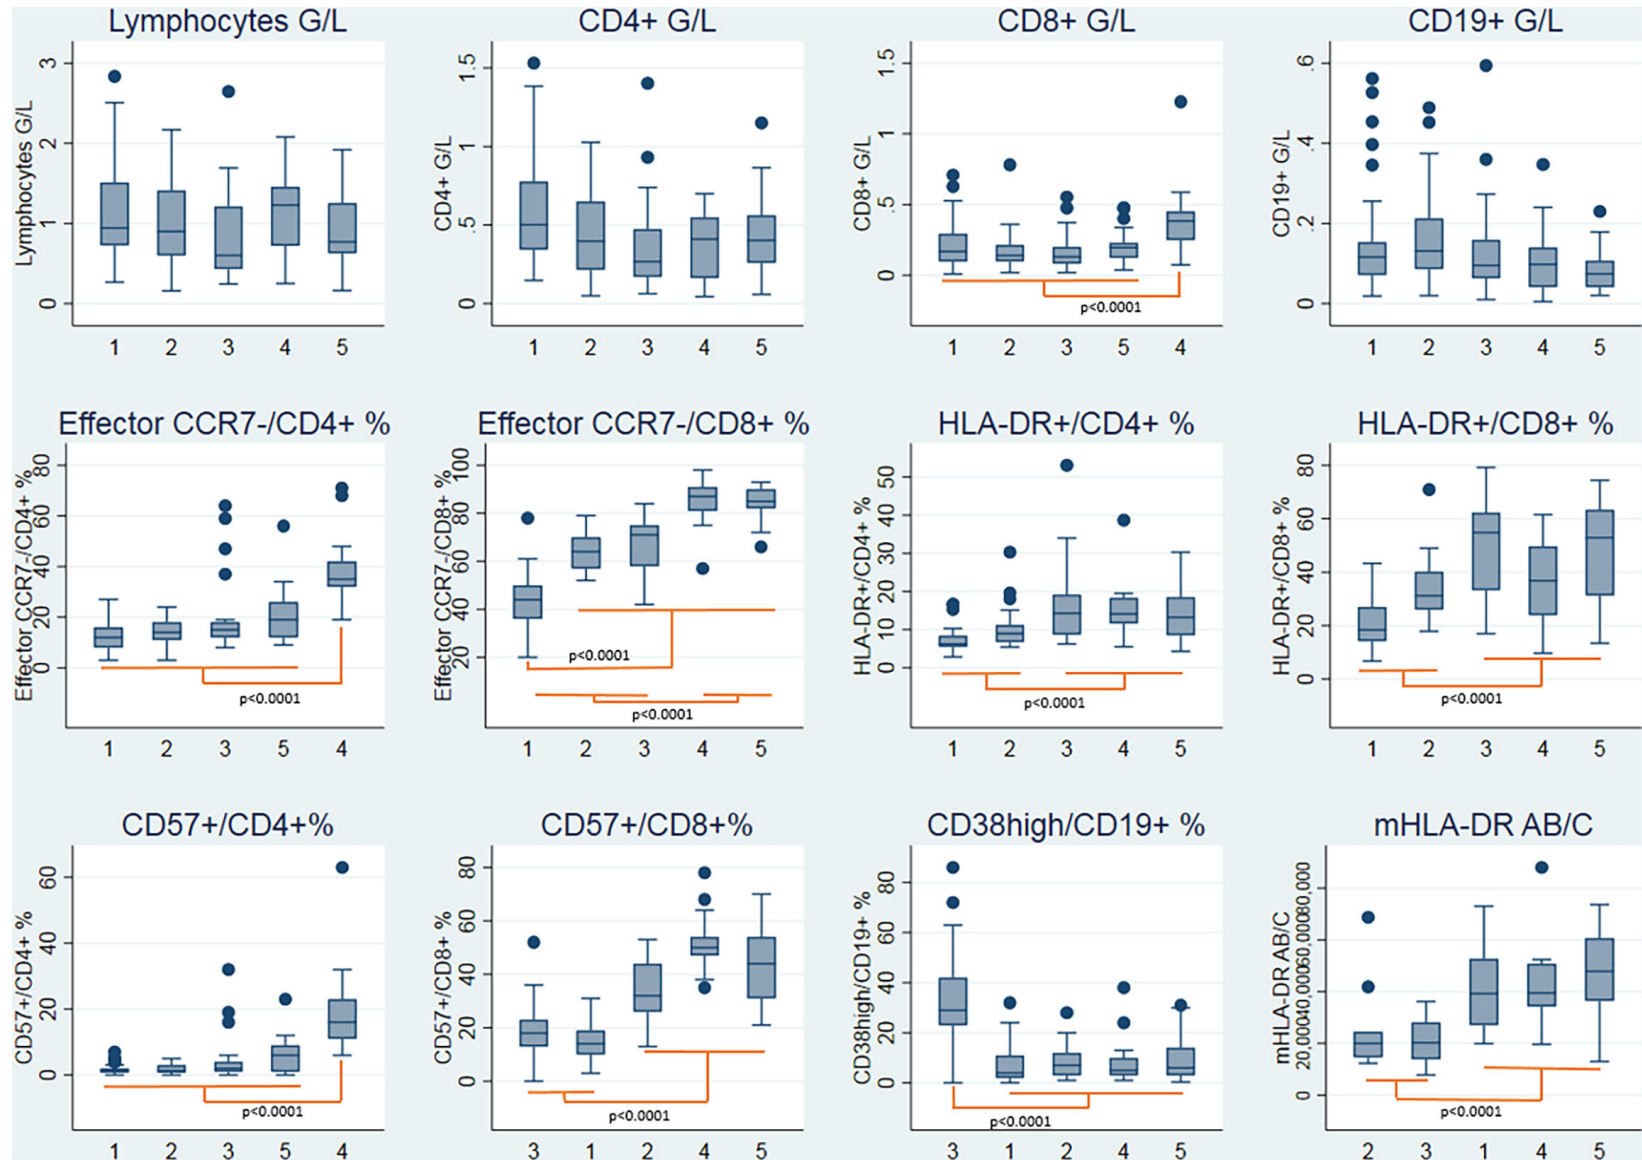 Lymphocytes G/L
CD4+ G/L
CD8+ G/L
CD19+ G/L
Lymphocytes G/L
3
2
1
0
1 2 3 4 5
CD4+ G/L
1.5
1
.5
0
1 2 3 4 5
CD8+ G/L
1.5
1
.5
0
p<0.0001
1 2 3 5 4
CD19+ G/L
.6
.4
.2
0
1 2 3 4 5
Effector CCR7-/CD4+ %
Effector CCR7-/CD8+ %
HLA-DR+/CD4+ %
HLA-DR+/CD8+ %
Effector CCR7-/CD4+ %
80
60
40
20
0
p<0.0001
1 2 3 5 4
Effector CCR7-/CD8+ %
100
80
60
40
20
p<0.0001
p<0.0001
1 2 3 4 5
HLA-DR+/CD4+ %
50
40
30
20
10
0
p<0.0001
1 2 3 4 5
HLA-DR+/CD8+ %
80
60
40
20
0
p<0.0001
1 2 3 4 5
CD57+/CD4+%
CD57+/CD8+%
CD38high/CD19+ %
mHLA-DR AB/C
CD57+/CD4+ %
60
40
20
0
p<0.0001
1 2 3 5 4
CD57+/CD8+ %
80
60
40
20
0
p<0.0001
3 1 2 4 5
CD38high/CD19+ %
80
60
40
20
0
p<0.0001
3 1 2 4 5
mHLA-DR AB/C
0
20,00040,00060,00080,000
p<0.0001
2 3 1 4 5